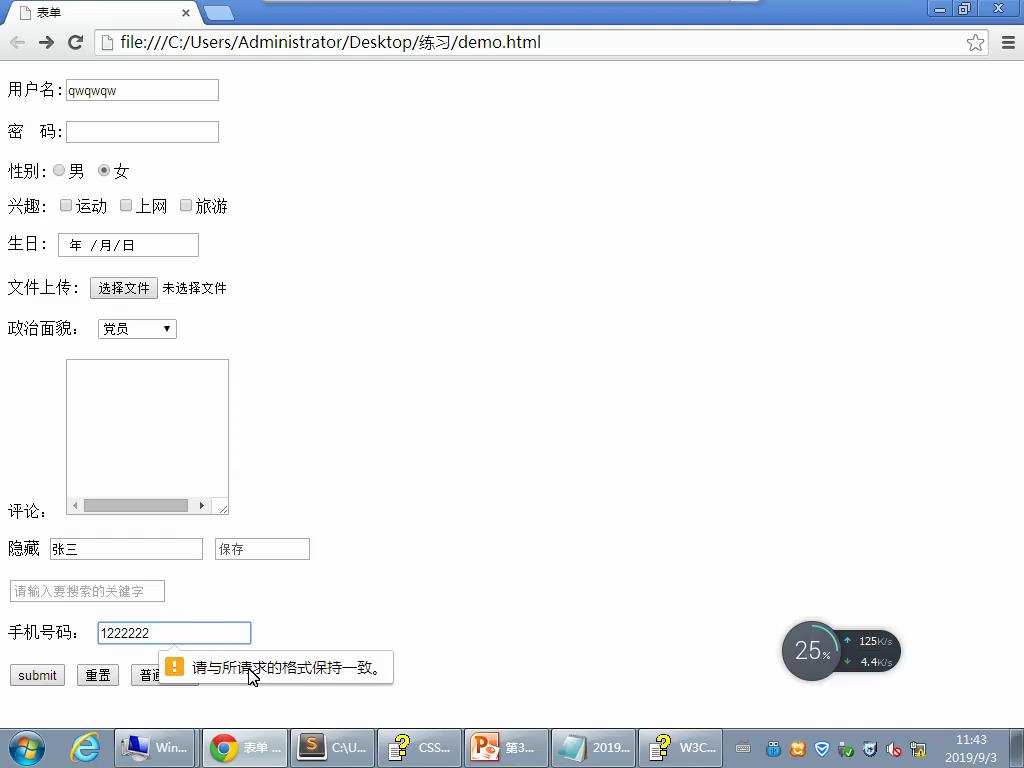 表单
file:///C:/Users/Administrator/Desktop/练习/demo.html
用户名: qwqwqw
密 码:
性别: 男 女
兴趣: 运动 上网 旅游
生日: 年 /月/日
文件上传: 选择文件 未选择文件
政治面貌: 党员
评论:
隐藏 张三 保存
请输入要搜索的关键字
手机号码: 1222222
请与所请求的格式保持一致。
submit 重置 普通
25% 125K/s
4.4K/s
Win... 表单 ... C:\U... CSS... 第3... 2019... W3C...
11:43
2019/9/3